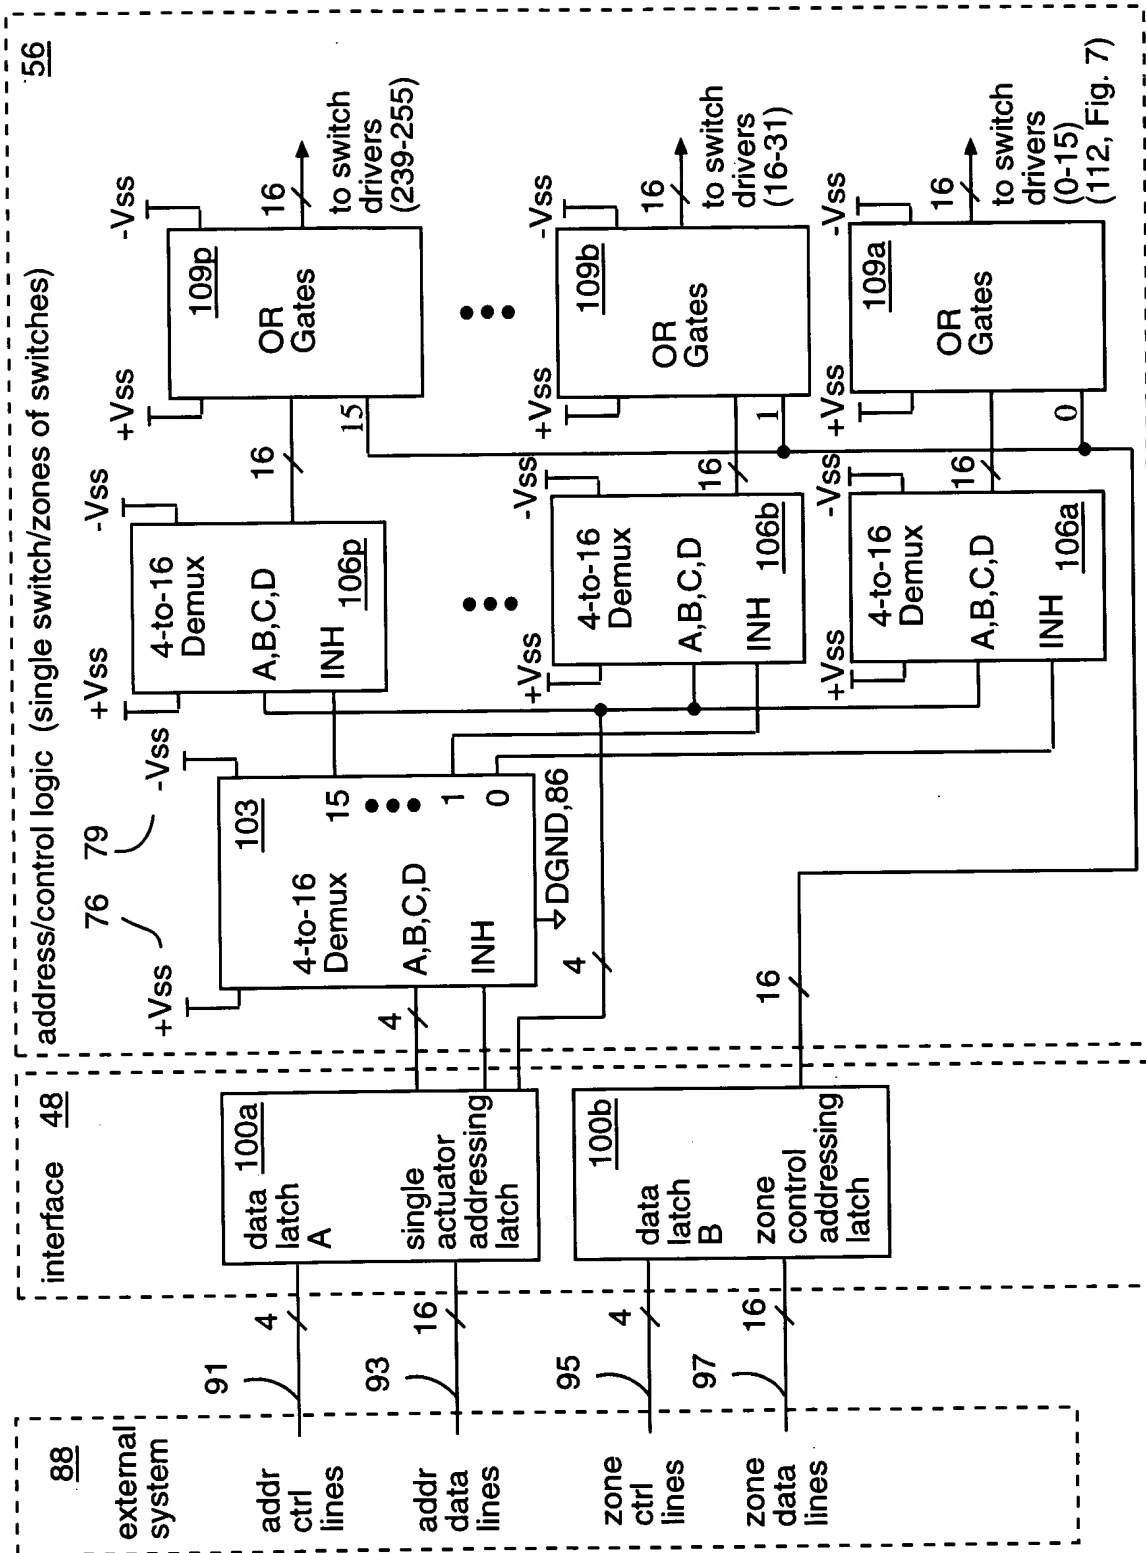 88
external
system
addr
ctrl
lines
addr
data
lines
zone
ctrl
lines
zone
data
lines
91
4
93
16
95
4
97
16
interface 48
data
latch
A
100a
single
actuator
addressing
latch
data
latch
B
100b
zone
control
addressing
latch
address/control logic (single switch/zones of switches)
56
4
4
16
+Vss
76
-Vss
79
103
4-to-16
Demux
A,B,C,D
INH
15
1
0
DGND,86
+Vss
-Vss
4-to-16
Demux
A,B,C,D
INH
106p
16
+Vss
-Vss
4-to-16
Demux
A,B,C,D
INH
106b
16
+Vss
-Vss
4-to-16
Demux
A,B,C,D
INH
106a
16
+Vss
-Vss
109p
OR
Gates
15
16
to switch
drivers
(239-255)
+Vss
-Vss
109b
OR
Gates
1
16
to switch
drivers
(16-31)
+Vss
-Vss
109a
OR
Gates
0
16
to switch
drivers
(0-15)
(112, Fig. 7)